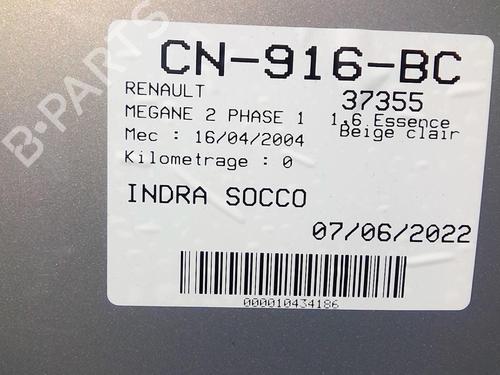 CN-916-BC
RENAULT 37355
MEGANE 2 PHASE 1 1.6 Essence
Mec : 16/04/2004 Beige clair
Kilometrage : 0
INDRA SOCCO
07/06/2022
000010434186
B-PARTS